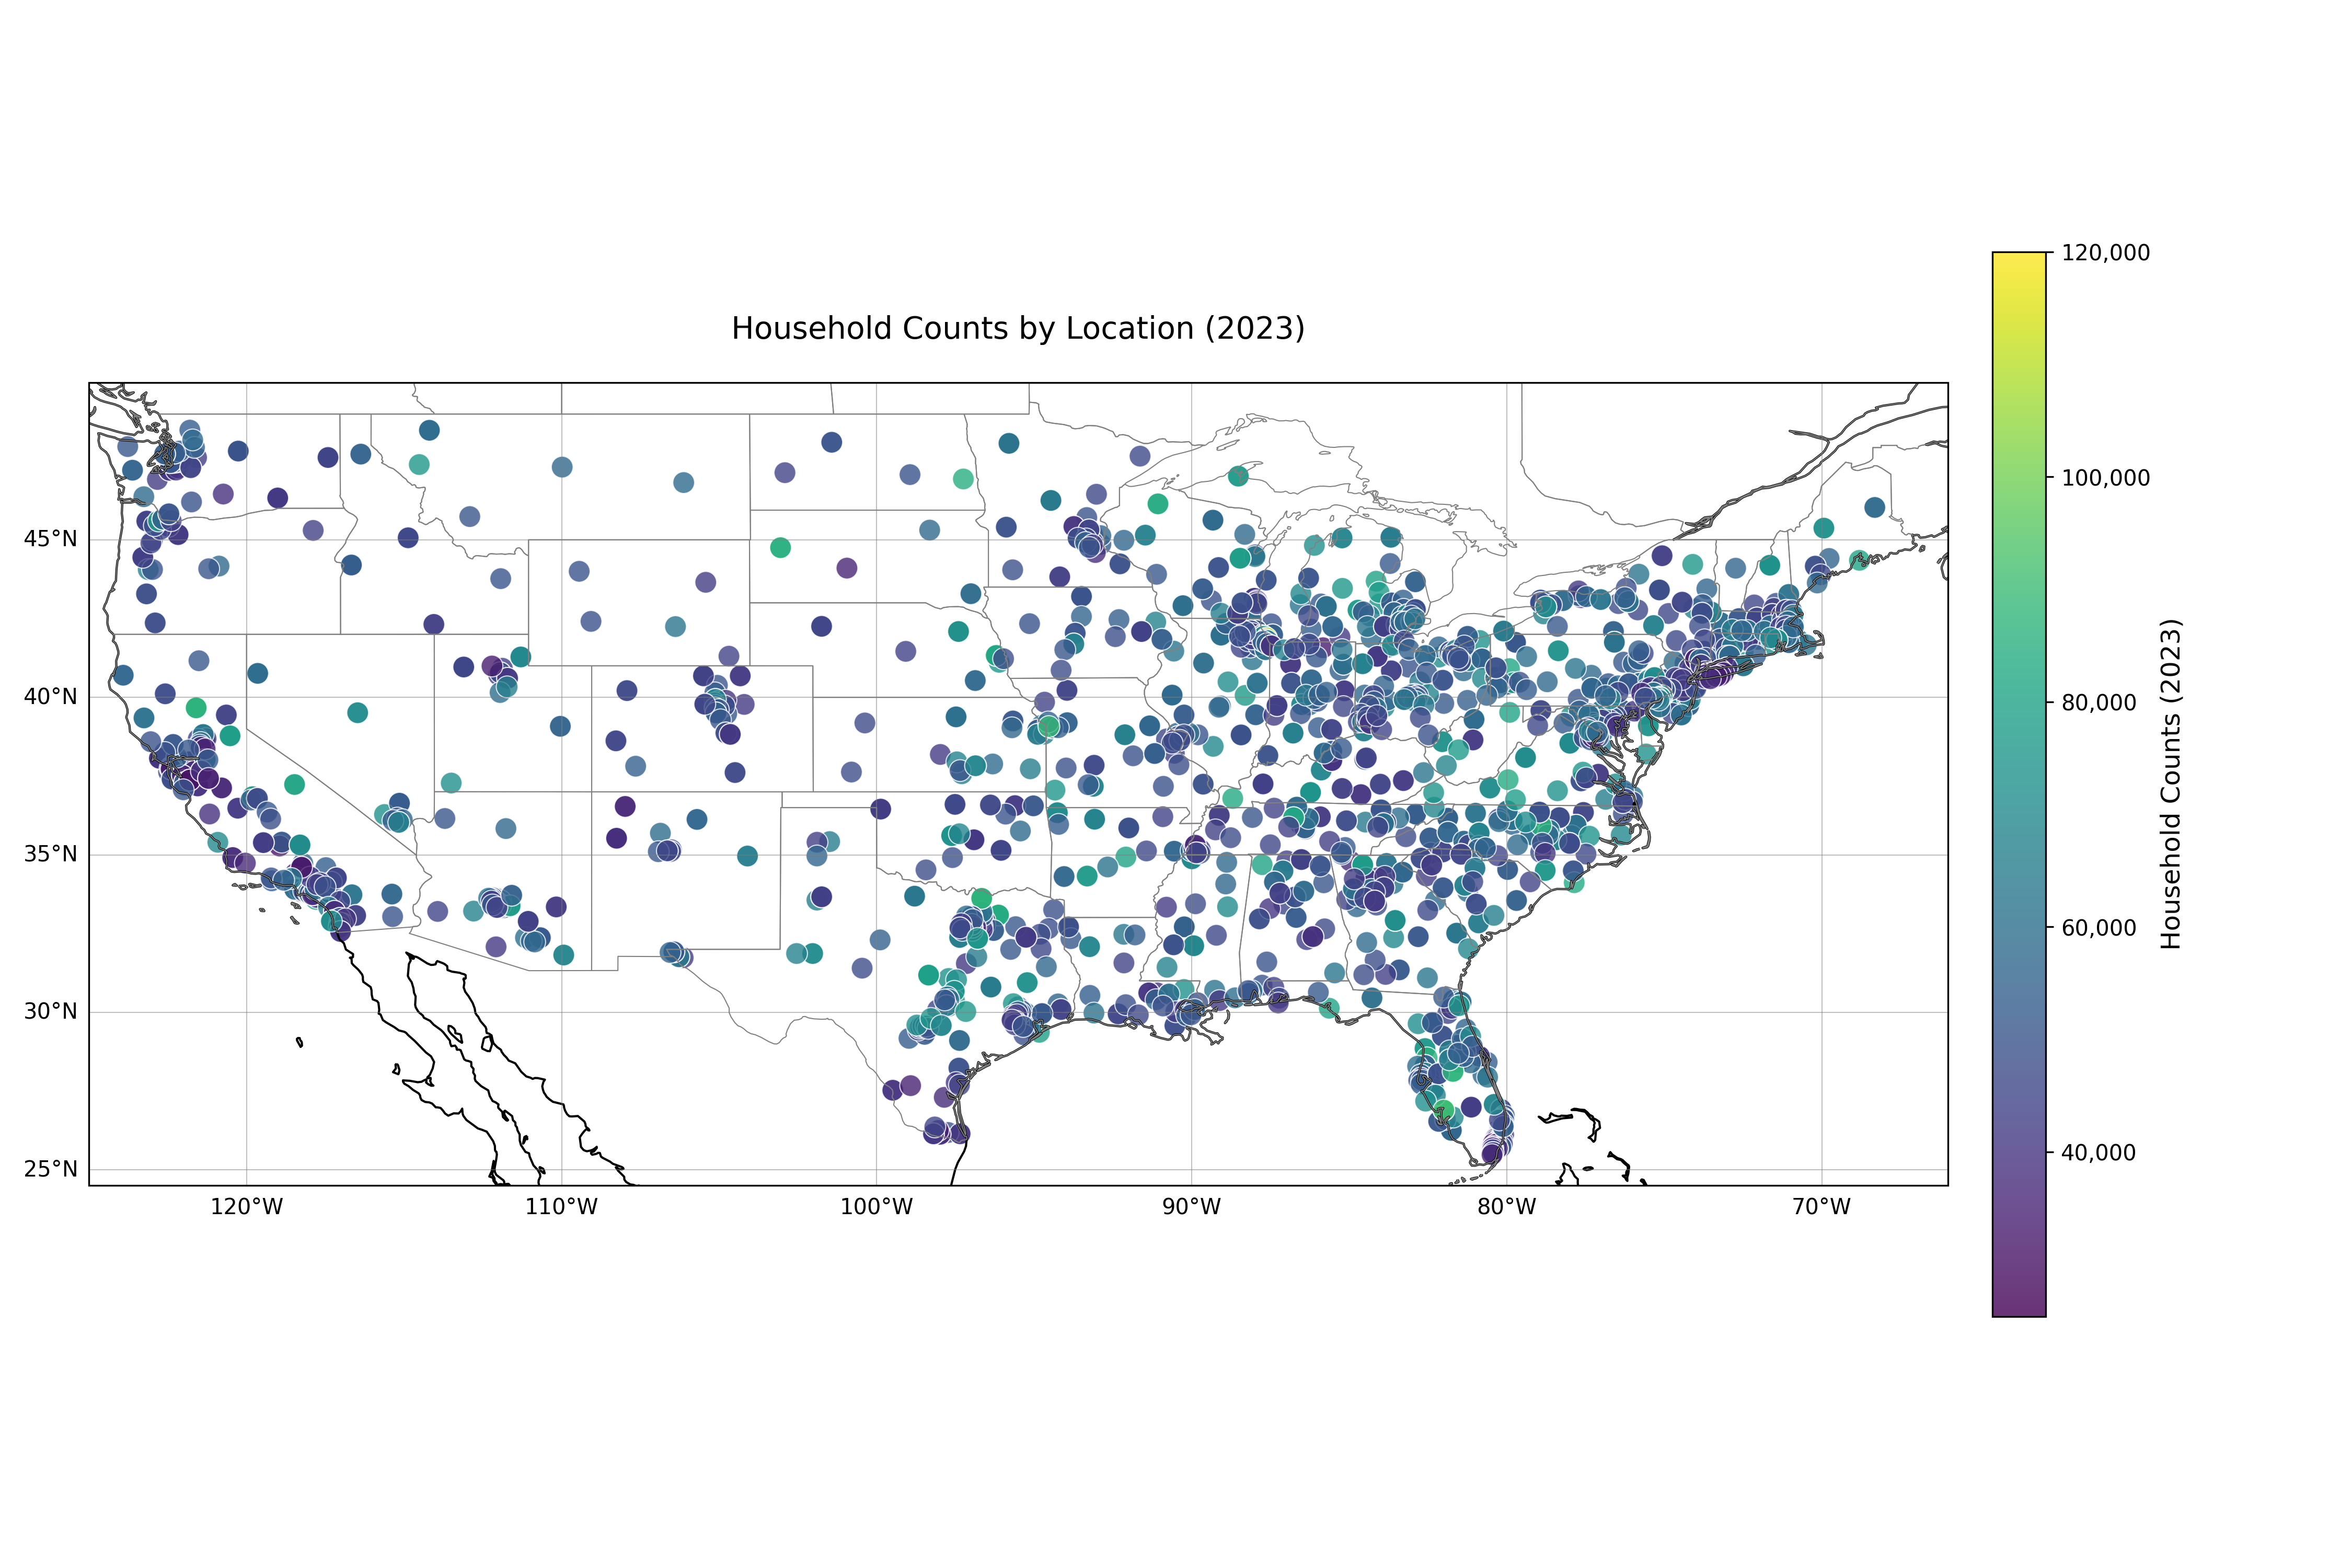 Household Counts by Location (2023)
45°N
40°N
35°N
30°N
25°N
120°W
110°W
100°W
90°W
80°W
70°W
120,000
100,000
80,000
60,000
40,000
Household Counts (2023)